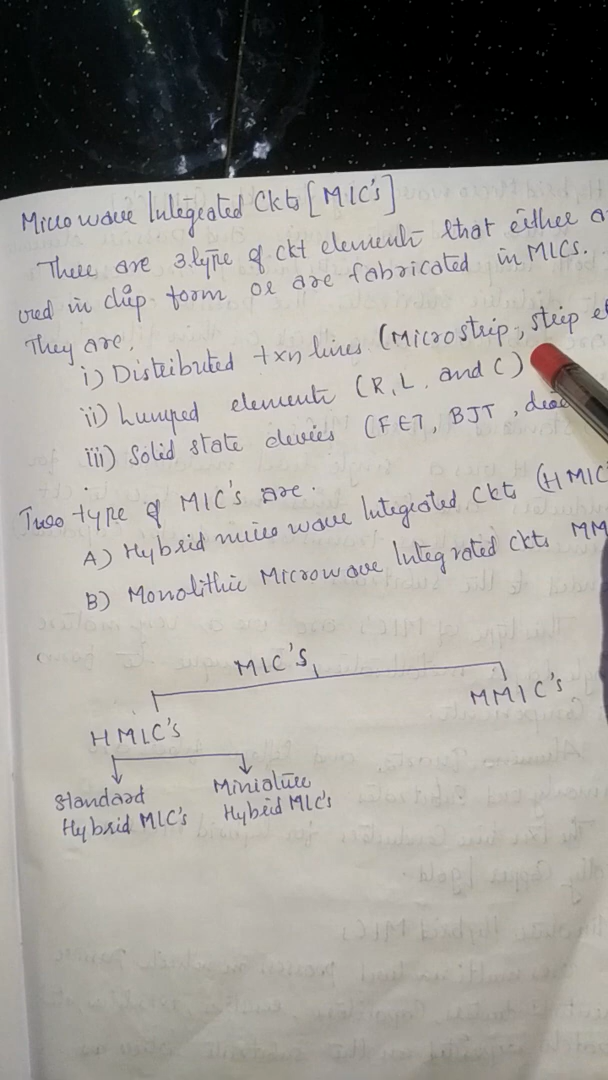 Microwave Integrated Ckts [MIC's]
There are 3 type of ckt elements that either a
used in chip form or are fabricated in MICs.
They are.
i) Distributed txn lines (Microstrip, strip et
ii) Lumped elements (R, L, and C)
iii) Solid state devices (FET, BJT,
Two type of MIC's are.
A) Hybrid micro wave Integrated Ckts (HMIC
B) Monolithic Microwave Integrated Ckts MM
MIC'S,
HMIC's MMIC's
Standard Hybrid MIC's
Miniature Hybrid MIC's